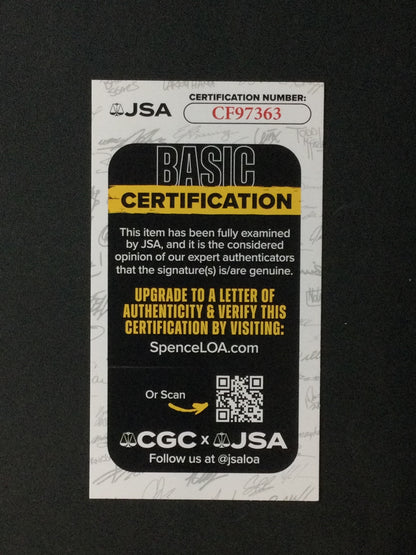 CERTIFICATION NUMBER:
JSA
CF97363
BASIC
CERTIFICATION
This item has been fully examined
by JSA, and it is the considered
opinion of our expert authenticators
that the signature(s) is/are genuine.
UPGRADE TO A LETTER OF
AUTHENTICITY & VERIFY THIS
CERTIFICATION BY VISITING:
SpenceLOA.com
Or Scan
CGC x JSA
Follow us at @jsaloa